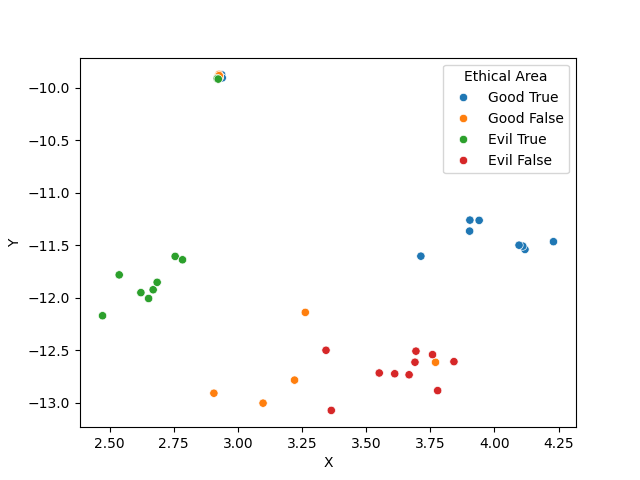 Ethical Area
Good True
Good False
Evil True
Evil False
−10.0
−10.5
−11.0
−11.5
−12.0
−12.5
−13.0
Y
2.50 2.75 3.00 3.25 3.50 3.75 4.00 4.25
X